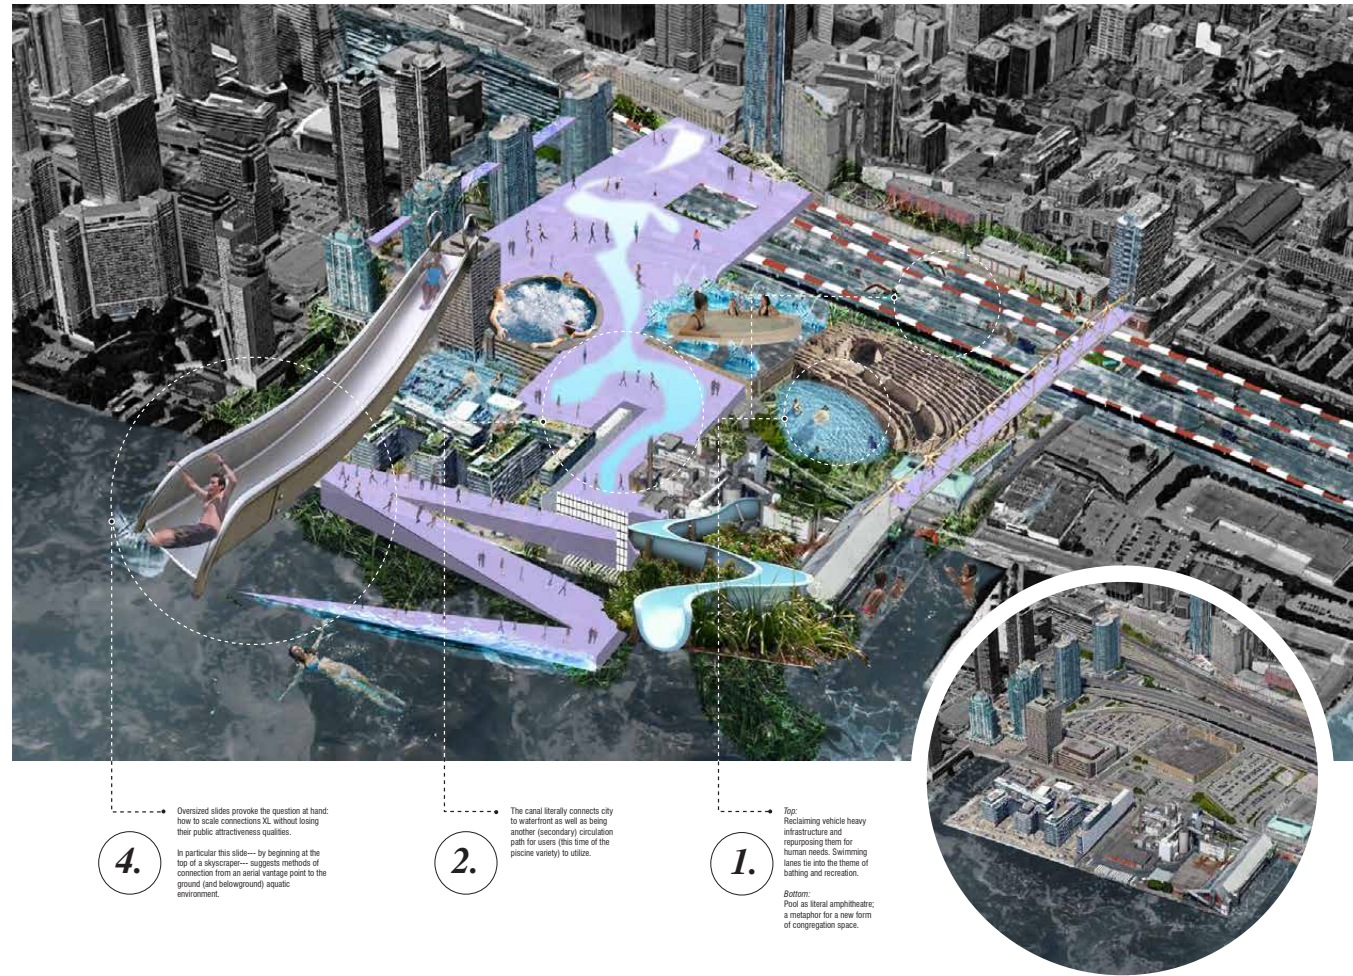 4.
Oversized slides provoke the question at hand:
how to scale connections XL without losing
their public attractiveness qualities.
In particular this slide--- by beginning at the
top of a skyscraper--- suggests methods of
connection from an aerial vantage point to the
ground (and belowground) aquatic
environment.
2.
The canal literally connects city
to waterfront as well as being
another (secondary) circulation
path for users (this time of the
piscine variety) to utilize.
1.
Top:
Reclaiming vehicle heavy
infrastructure and
repurposing them for
human needs. Swimming
lanes tie into the theme of
bathing and recreation.
Bottom:
Pool as literal amphitheatre;
a metaphor for a new form
of congregation space.